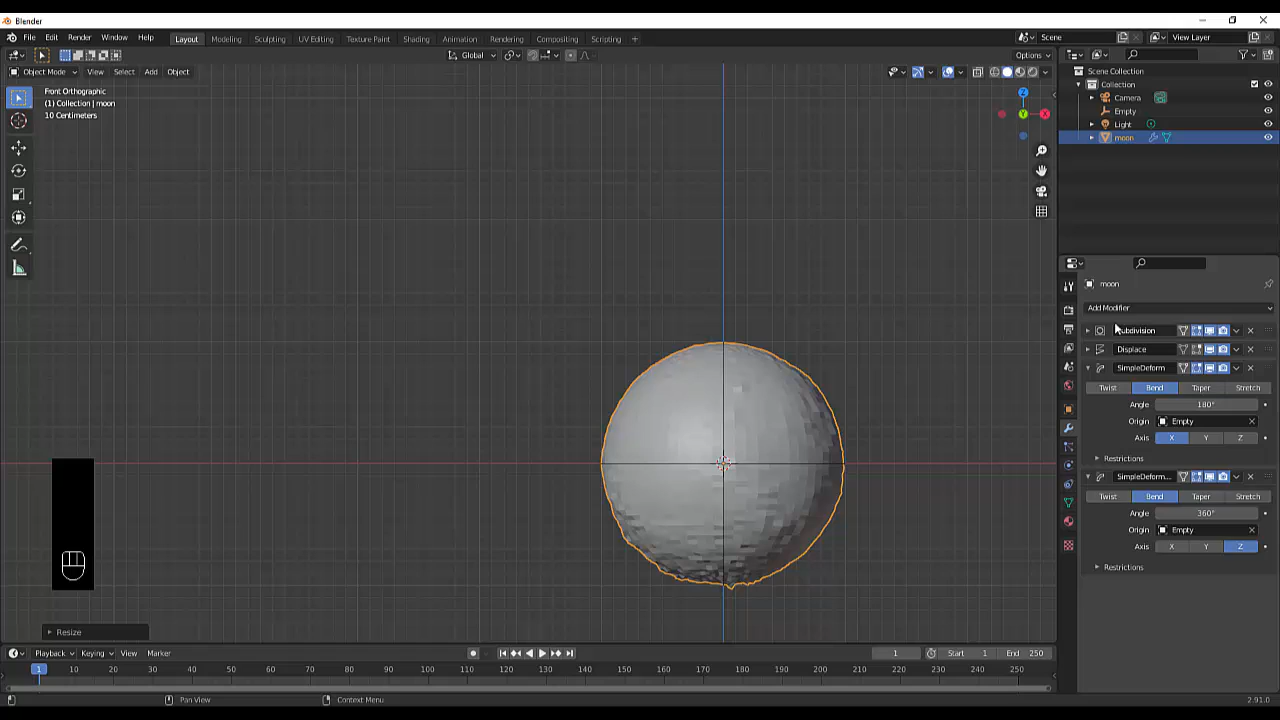 Blender
File Edit Render Window Help Layout Modeling Sculpting UV Editing Texture Paint Shading Animation Rendering Compositing Scripting + Scene View Layer
Global Options
Object Mode View Select Add Object
Scene Collection
Collection
Camera
Empty
Light
moon
Front Orthographic
(1) Collection | moon
10 Centimeters
Z
Y
X
moon
Add Modifier
Subdivision
Displace
SimpleDeform
Twist Bend Taper Stretch
Angle 180°
Origin Empty
Axis X Y Z
Restrictions
SimpleDeform...
Twist Bend Taper Stretch
Angle 360°
Origin Empty
Axis X Y Z
Restrictions
Resize
Playback Keying View Marker 1 Start 1 End 250
1 10 20 30 40 50 60 70 80 90 100 110 120 130 140 150 160 170 180 190 200 210 220 230 240 250
Pan View Context Menu 2.91.0